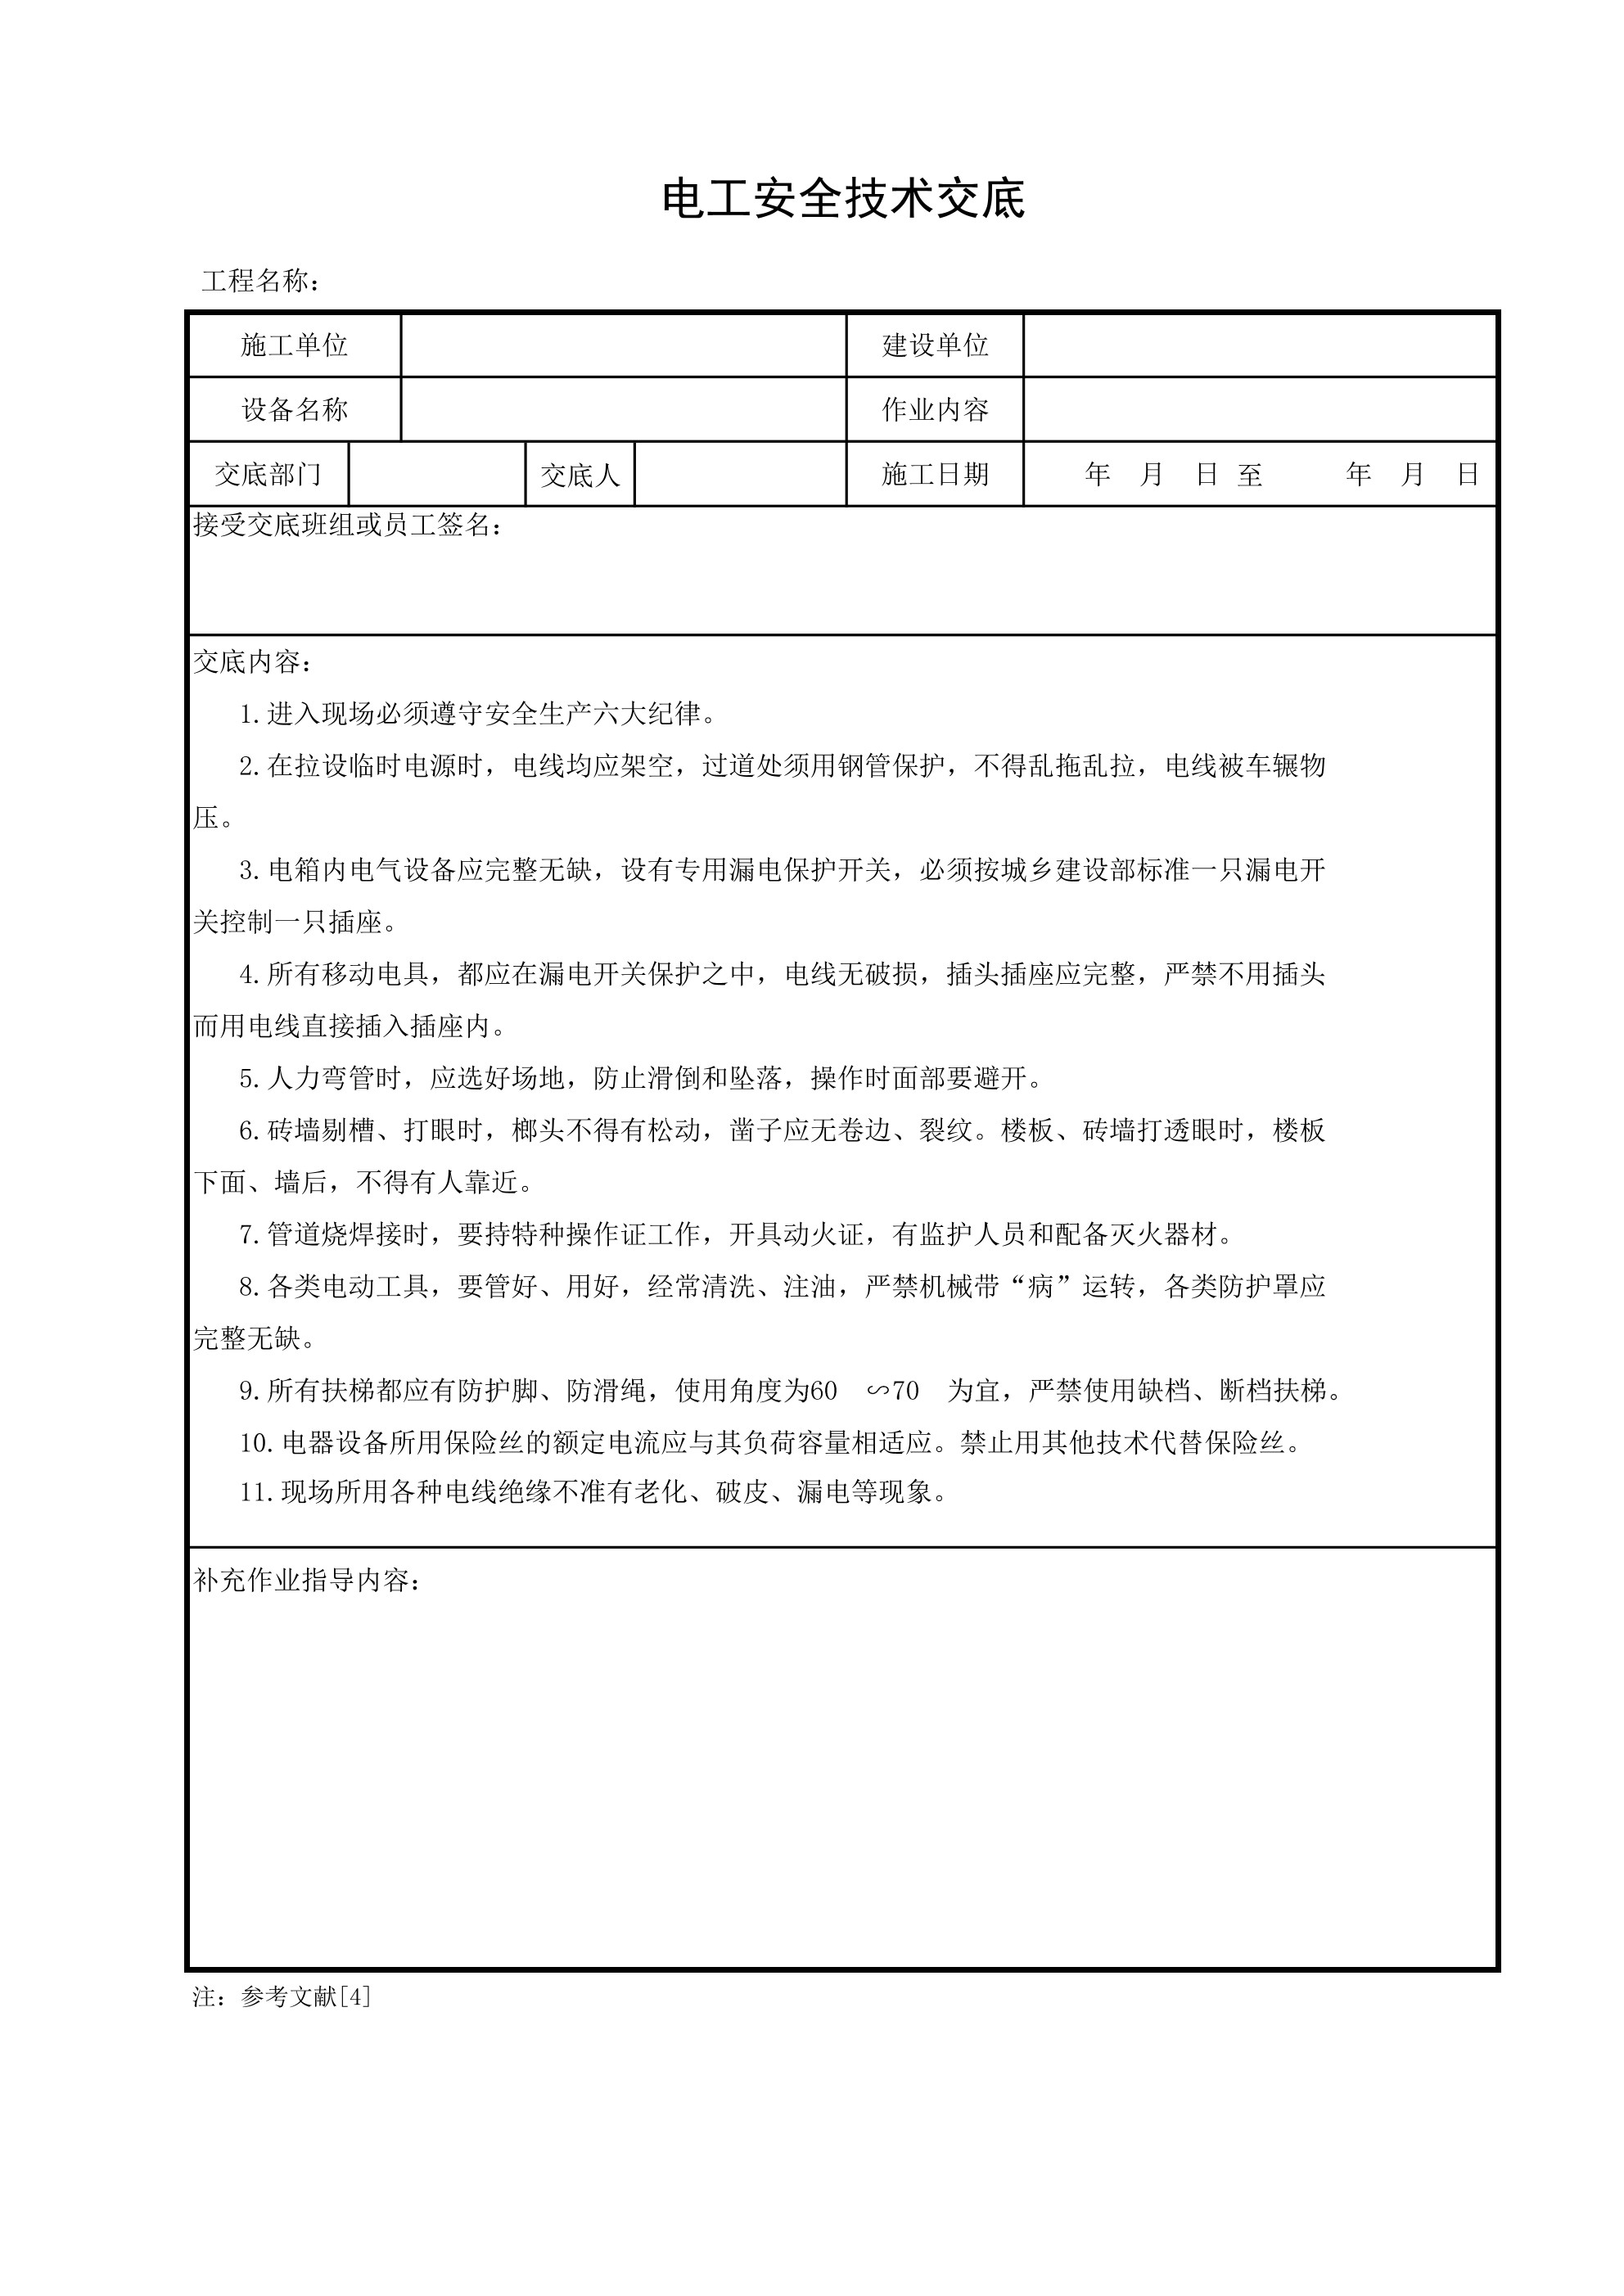 电工安全技术交底
工程名称：
施工单位 建设单位
设备名称 作业内容
交底部门 交底人 施工日期 年 月 日 至 年 月 日
接受交底班组或员工签名：
交底内容：
1.进入现场必须遵守安全生产六大纪律。
2.在拉设临时电源时，电线均应架空，过道处须用钢管保护，不得乱拖乱拉，电线被车辗物
压。
3.电箱内电气设备应完整无缺，设有专用漏电保护开关，必须按城乡建设部标准一只漏电开
关控制一只插座。
4.所有移动电具，都应在漏电开关保护之中，电线无破损，插头插座应完整，严禁不用插头
而用电线直接插入插座内。
5.人力弯管时，应选好场地，防止滑倒和坠落，操作时面部要避开。
6.砖墙剔槽、打眼时，榔头不得有松动，凿子应无卷边、裂纹。楼板、砖墙打透眼时，楼板
下面、墙后，不得有人靠近。
7.管道烧焊接时，要持特种操作证工作，开具动火证，有监护人员和配备灭火器材。
8.各类电动工具，要管好、用好，经常清洗、注油，严禁机械带“病”运转，各类防护罩应
完整无缺。
9.所有扶梯都应有防护脚、防滑绳，使用角度为60 ∽70 为宜，严禁使用缺档、断档扶梯。
10.电器设备所用保险丝的额定电流应与其负荷容量相适应。禁止用其他技术代替保险丝。
11.现场所用各种电线绝缘不准有老化、破皮、漏电等现象。
补充作业指导内容：
注：参考文献[4]